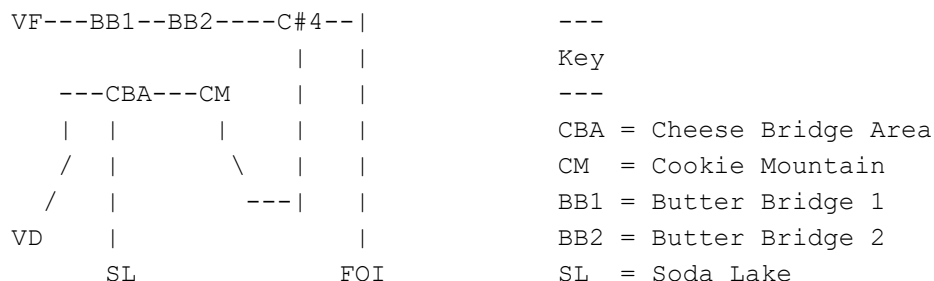 VF---BB1--BB2----C#4--| ---
| | Key
---CBA---CM | | ---
| | | | | CBA = Cheese Bridge Area
/ | \ | | CM = Cookie Mountain
/ | ---| | BB1 = Butter Bridge 1
VD | | BB2 = Butter Bridge 2
SL FOI SL = Soda Lake